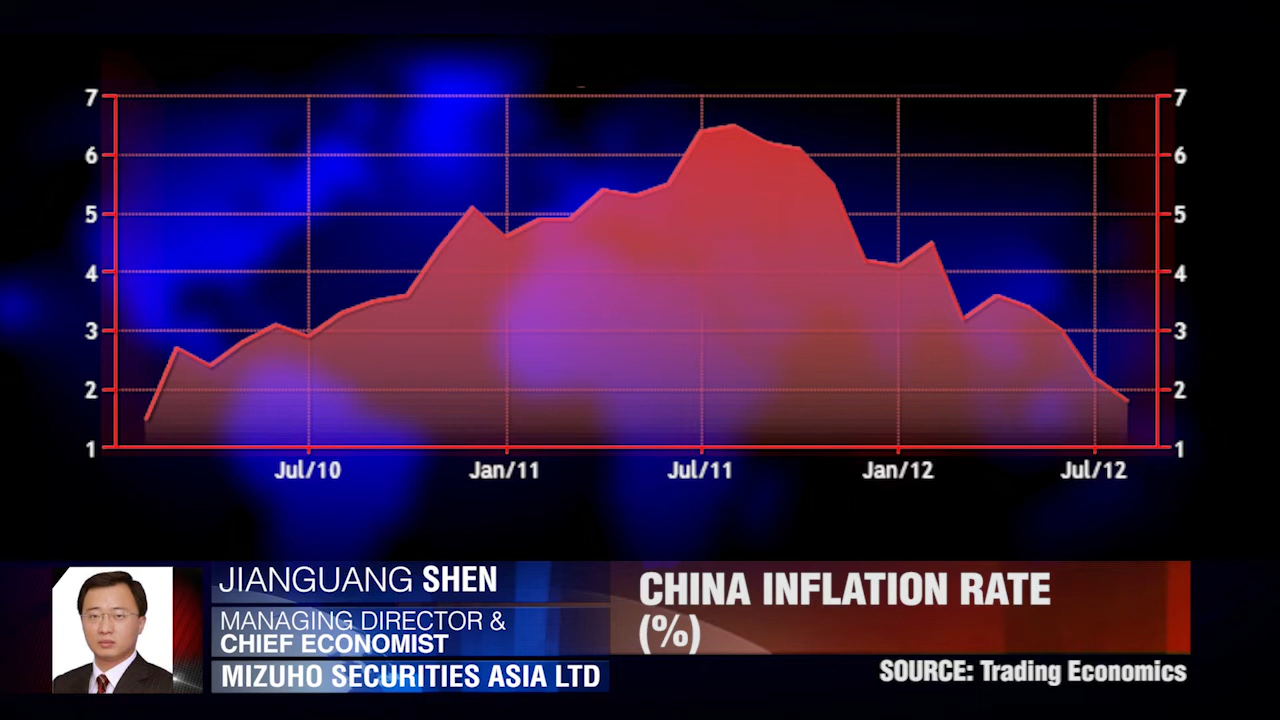 7 7
6 6
5 5
4 4
3 3
2 2
1 1
Jul/10 Jan/11 Jul/11 Jan/12 Jul/12
JIANGUANG SHEN
MANAGING DIRECTOR &
CHIEF ECONOMIST
MIZUHO SECURITIES ASIA LTD
CHINA INFLATION RATE
(%)
SOURCE: Trading Economics